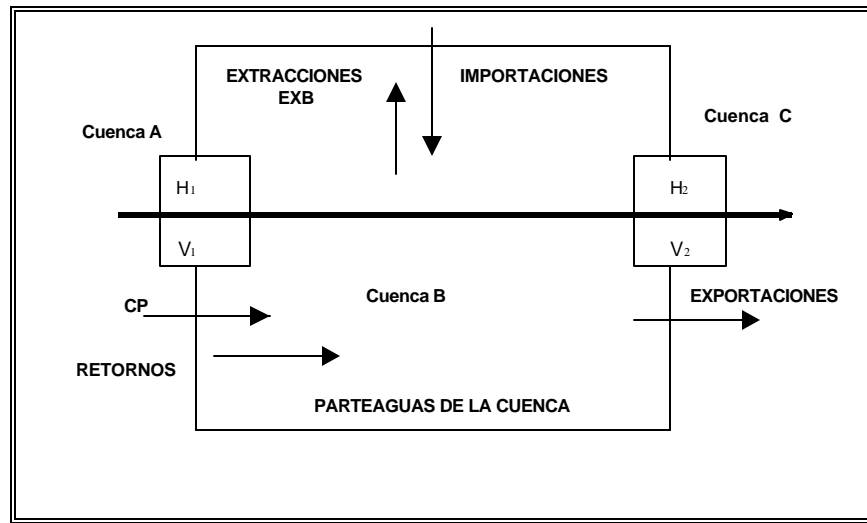 EXTRACCIONES
EXB
IMPORTACIONES
Cuenca A
Cuenca C
H1
H2
V1
V2
CP
Cuenca B
EXPORTACIONES
RETORNOS
PARTEAGUAS DE LA CUENCA